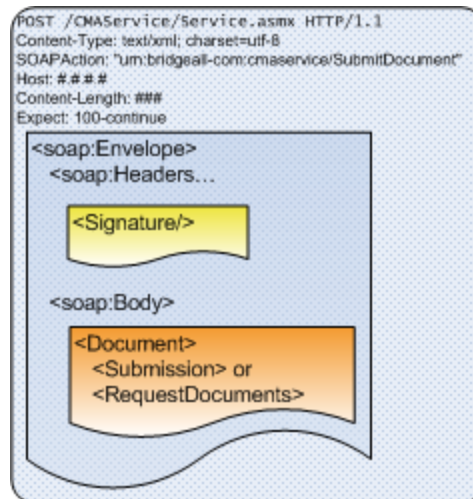 POST /CMAService/Service.asmx HTTP/1.1
Content-Type: text/xml; charset=utf-8
SOAPAction: "urn:bridgeall-com:cmaservice/SubmitDocument"
Host: #.#.#.#
Content-Length: ###
Expect: 100-continue
<soap:Envelope>
<soap:Headers...
<Signature/>
<soap:Body>
<Document>
<Submission> or
<RequestDocuments>